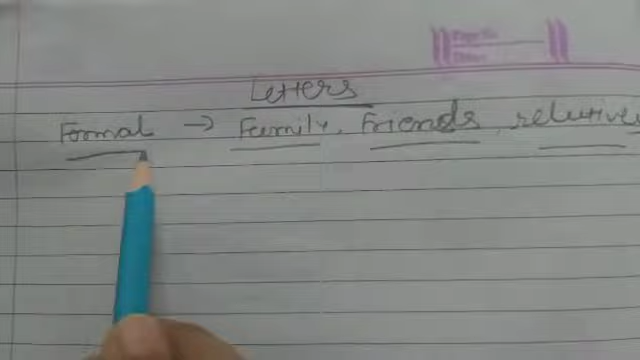 Letters
Formal → Family, Friends, relatives